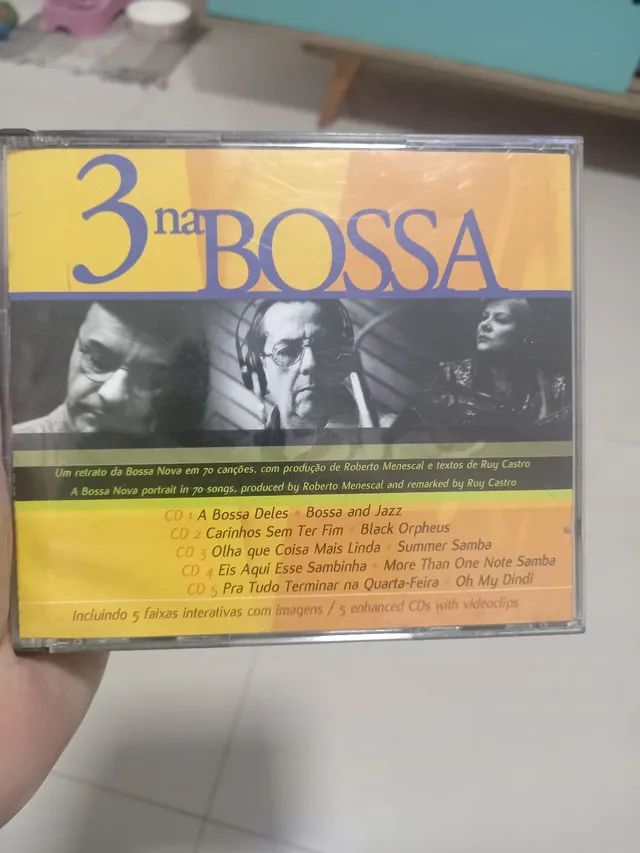 3 na BOSSA
Um retrato da Bossa Nova em 70 canções, com produção de Roberto Menescal e textos de Ruy Castro
A Bossa Nova portrait in 70 songs, produced by Roberto Menescal and remarked by Ruy Castro
CD 1 A Bossa Deles • Bossa and Jazz
CD 2 Carinhos Sem Ter Fim • Black Orpheus
CD 3 Olha que Coisa Mais Linda • Summer Samba
CD 4 Eis Aqui Esse Sambinha • More Than One Note Samba
CD 5 Pra Tudo Terminar na Quarta-Feira • Oh My Dindi
Incluindo 5 faixas interativas com imagens / 5 enhanced CDs with videoclips